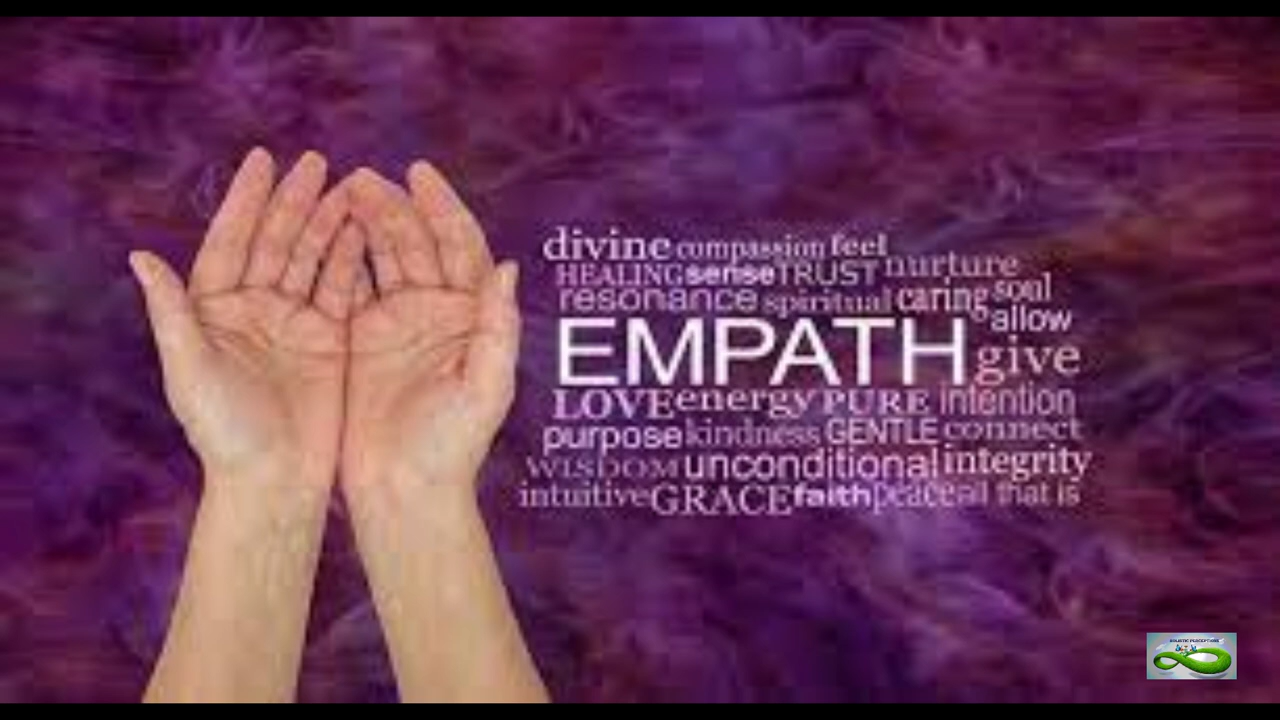 divine compassion feel
HEALING sense TRUST nurture
resonance spiritual caring soul
allow
EMPATH give
LOVE energy PURE intention
purpose kindness GENTLE connect
WISDOM unconditional integrity
intuitive GRACE faith peace all that is